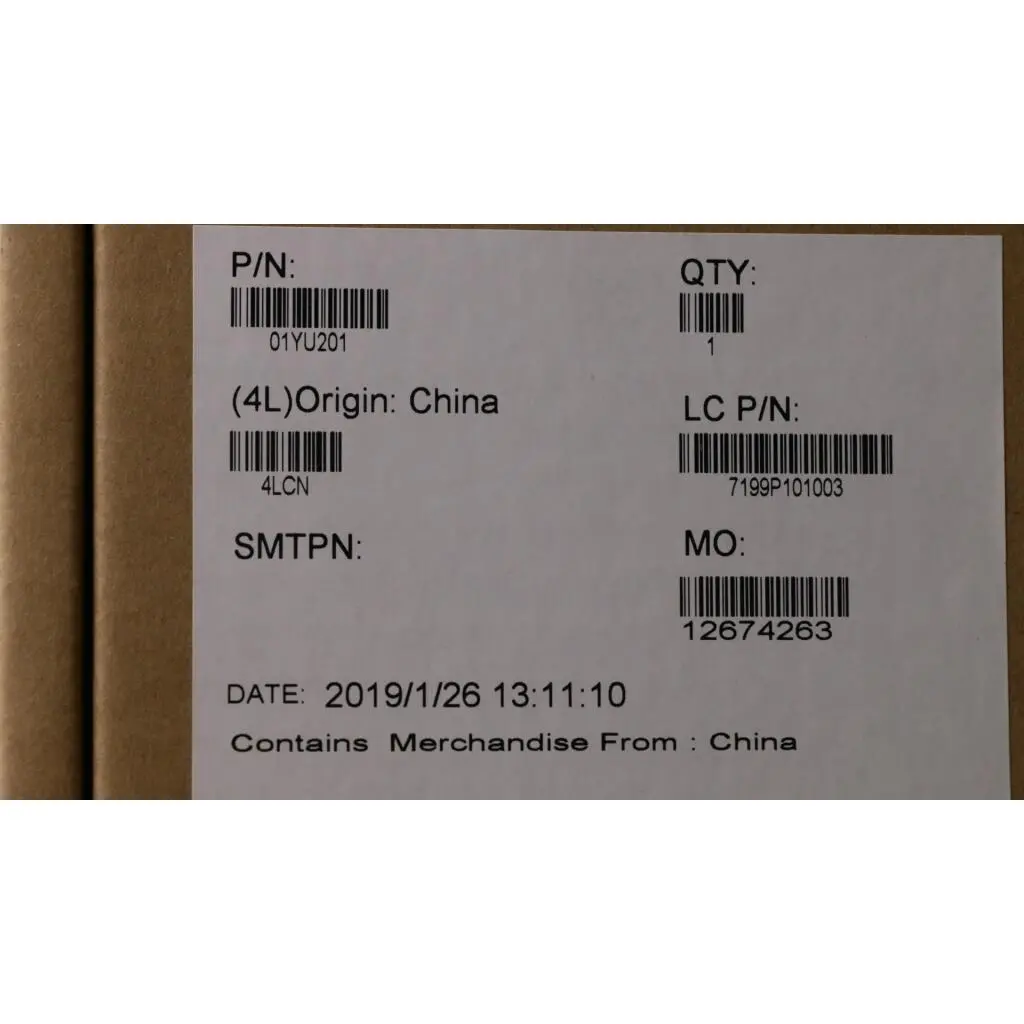 P/N:
01YU201
QTY:
1
(4L)Origin: China
4LCN
LC P/N:
7199P101003
SMTPN:
MO:
12674263
DATE: 2019/1/26 13:11:10
Contains Merchandise From : China